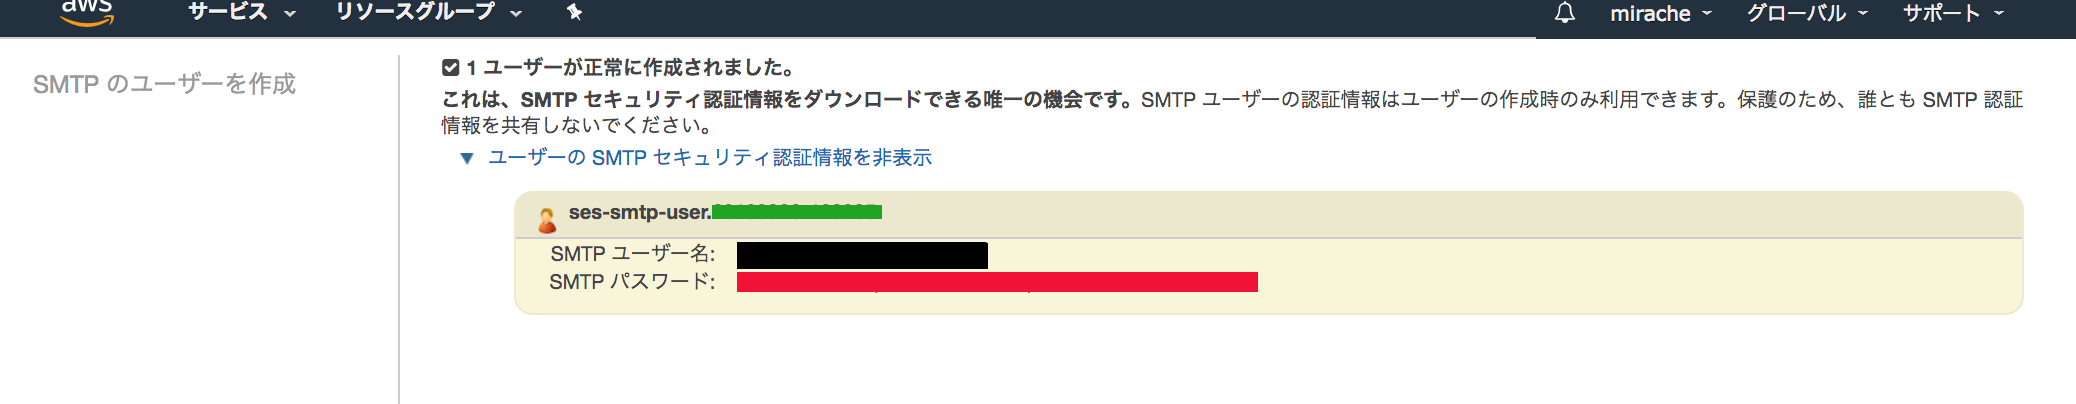 aws サービス リソースグループ mirache グローバル サポート
SMTP のユーザーを作成
1 ユーザーが正常に作成されました。
これは、SMTP セキュリティ認証情報をダウンロードできる唯一の機会です。SMTP ユーザーの認証情報はユーザーの作成時のみ利用できます。保護のため、誰とも SMTP 認証
情報を共有しないでください。
ユーザーの SMTP セキュリティ認証情報を非表示
ses-smtp-user.
SMTP ユーザー名:
SMTP パスワード: